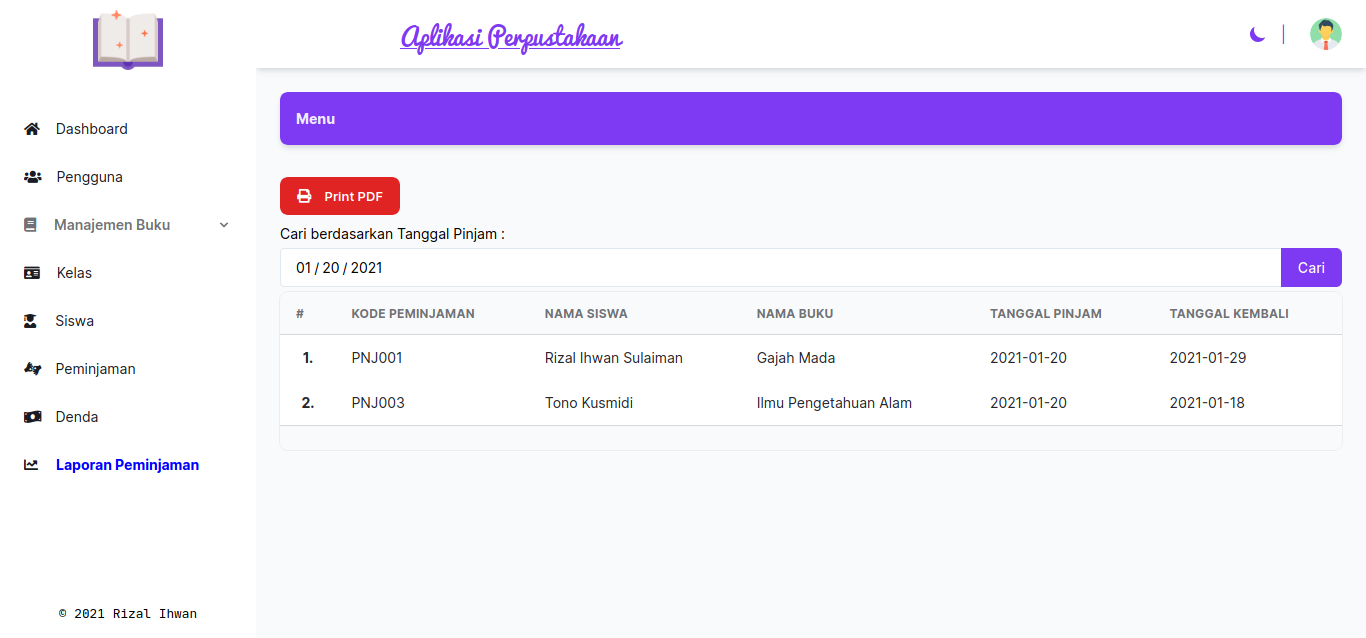 Aplikasi Perpustakaan
Dashboard
Pengguna
Manajemen Buku
Kelas
Siswa
Peminjaman
Denda
Laporan Peminjaman
© 2021 Rizal Ihwan
Menu
Print PDF
Cari berdasarkan Tanggal Pinjam :
01 / 20 / 2021 Cari
# KODE PEMINJAMAN NAMA SISWA NAMA BUKU TANGGAL PINJAM TANGGAL KEMBALI
1. PNJ001 Rizal Ihwan Sulaiman Gajah Mada 2021-01-20 2021-01-29
2. PNJ003 Tono Kusmidi Ilmu Pengetahuan Alam 2021-01-20 2021-01-18